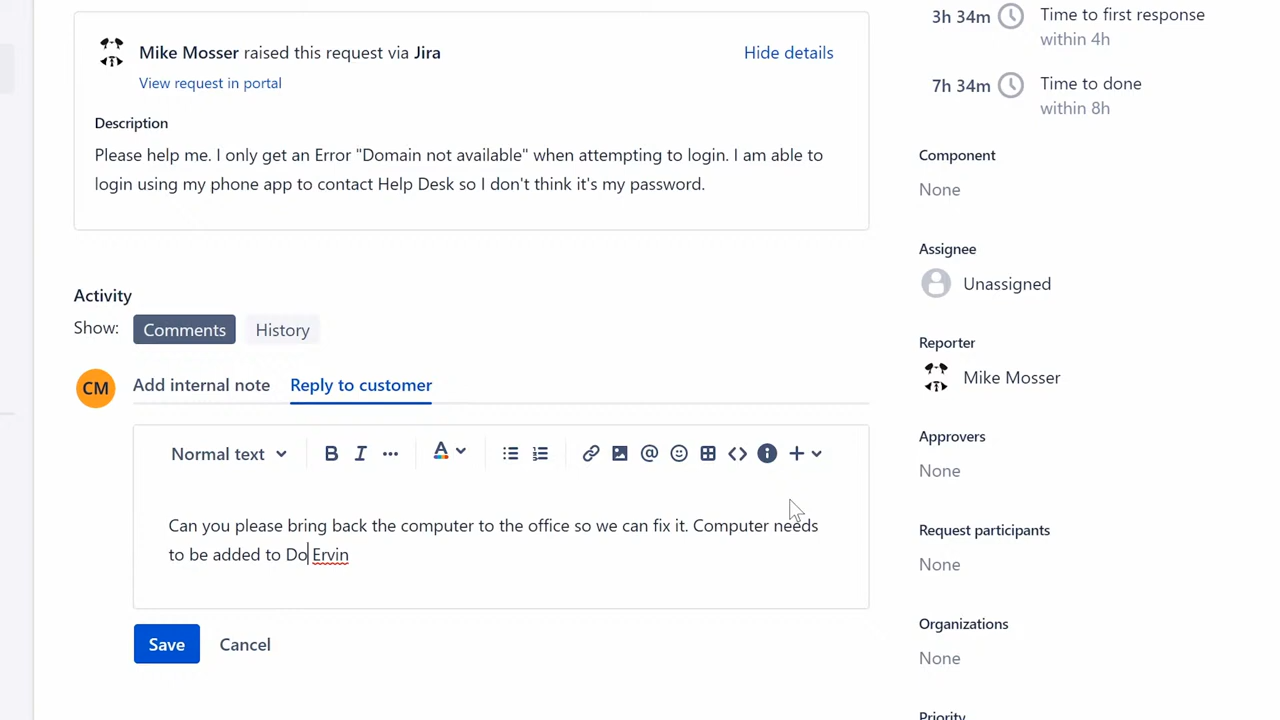 Mike Mosser raised this request via Jira
Hide details
View request in portal
Description
Please help me. I only get an Error "Domain not available" when attempting to login. I am able to
login using my phone app to contact Help Desk so I don't think it's my password.
Activity
Show: Comments History
CM
Add internal note Reply to customer
Normal text
B I ... A @ <> i +
Can you please bring back the computer to the office so we can fix it. Computer needs
to be added to Do Ervin
Save Cancel
3h 34m Time to first response
within 4h
7h 34m Time to done
within 8h
Component
None
Assignee
Unassigned
Reporter
Mike Mosser
Approvers
None
Request participants
None
Organizations
None
Priority